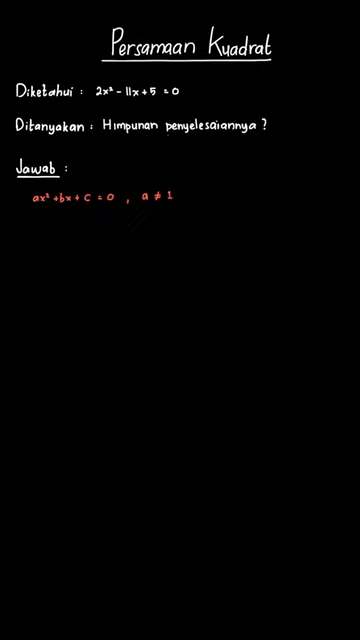 Persamaan Kuadrat
Diketahui : 2x² - 11x + 5 = 0
Ditanyakan : Himpunan penyelesaiannya ?
Jawab :
ax² + bx + c = 0 , a ≠ 1